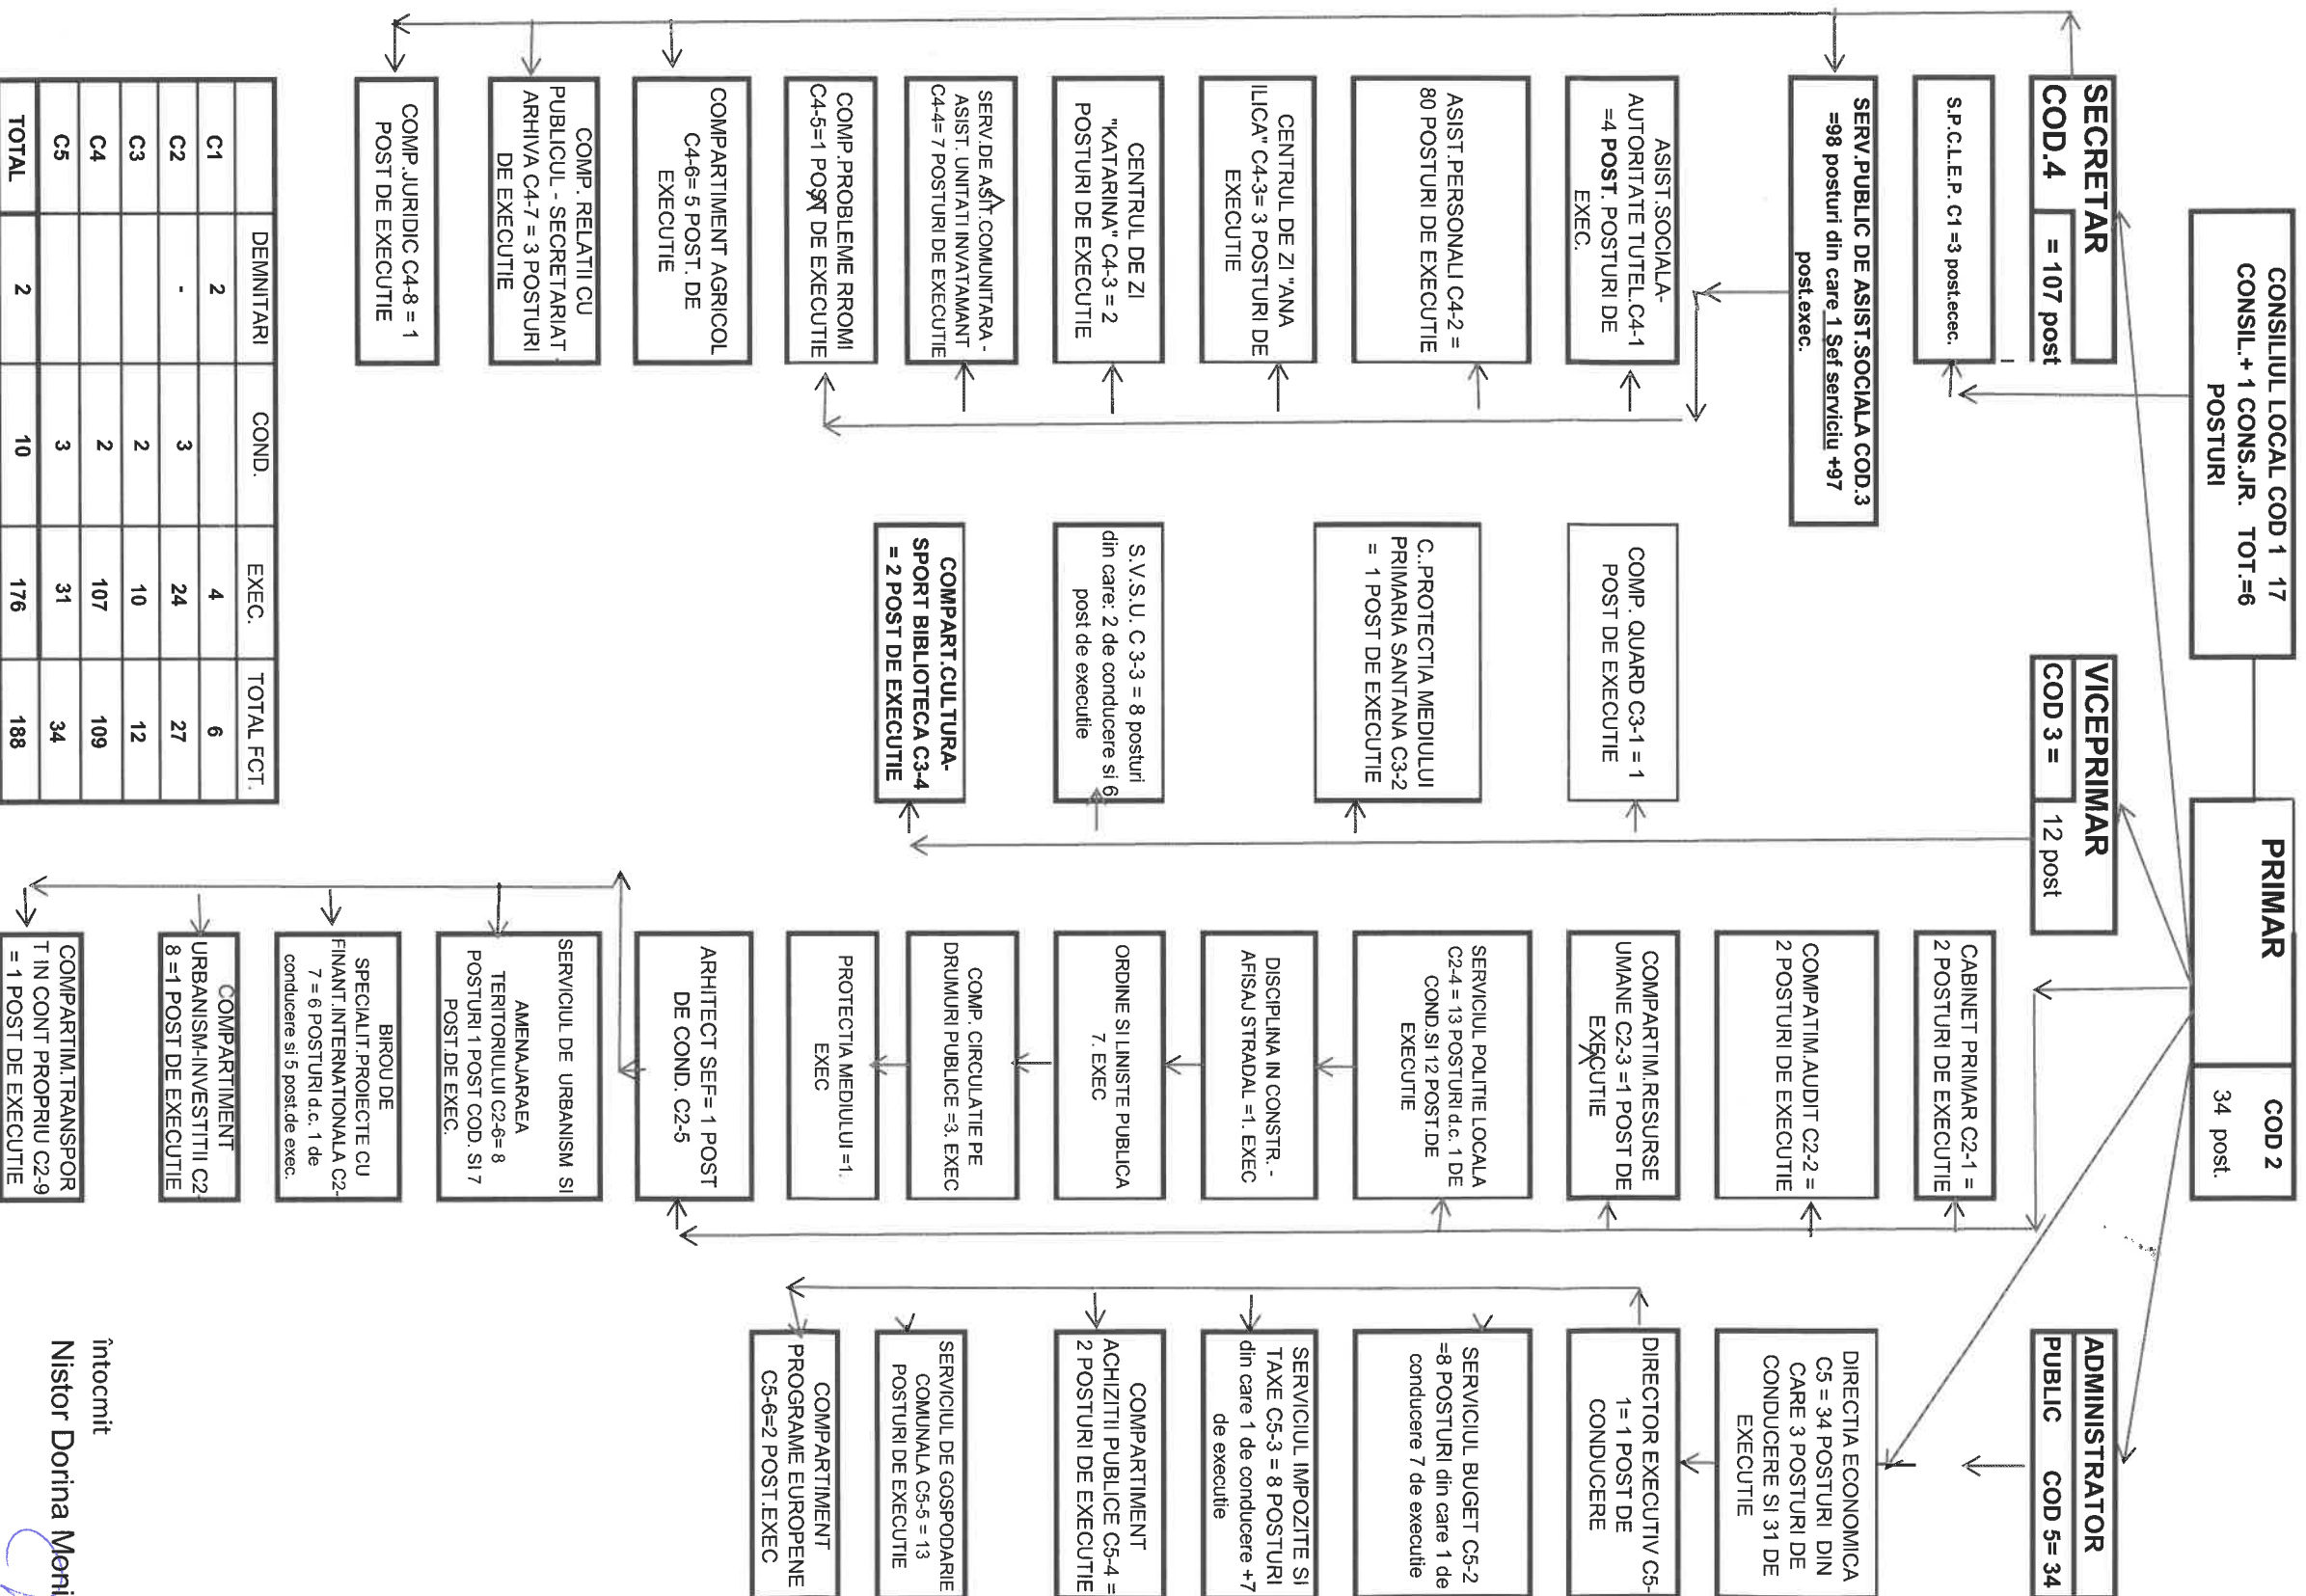 CONSILIUL LOCAL COD 1 17
CONSIL.+ 1 CONS.JR. TOT.=6
POSTURI
PRIMAR
COD 2
34 post.
SECRETAR
COD.4
= 107 post
VICEPRIMAR
COD 3 =
12 post
ADMINISTRATOR
PUBLIC COD 5= 34
S.P.C.L.E.P. C1 =3 post.ecec.
SERV.PUBLIC DE ASIST.SOCIALA COD.3
=98 posturi din care 1 Sef serviciu +97
post.exec.
ASIST.SOCIALA-
AUTORITATE TUTEL.C4-1
=4 POST. POSTURI DE
EXEC.
ASIST.PERSONALI C4-2 =
80 POSTURI DE EXECUTIE
CENTRUL DE ZI "ANA
ILICA" C4-3= 3 POSTURI DE
EXECUTIE
CENTRUL DE ZI
"KATARINA" C4-3 = 2
POSTURI DE EXECUTIE
SERV.DE ASIT.COMUNITARA -
ASIST. UNITATI INVATAMANT
C4-4= 7 POSTURI DE EXECUTIE
COMP.PROBLEME RROMI
C4-5=1 POST DE EXECUTIE
COMPARTIMENT AGRICOL
C4-6= 5 POST. DE
EXECUTIE
COMP. RELATII CU
PUBLICUL - SECRETARIAT
ARHIVA C4-7 = 3 POSTURI
DE EXECUTIE
COMP.JURIDIC C4-8 = 1
POST DE EXECUTIE
COMP. QUARD C3-1 = 1
POST DE EXECUTIE
C..PROTECTIA MEDIULUI
PRIMARIA SANTANA C3-2
= 1 POST DE EXECUTIE
S.V.S.U. C 3-3 = 8 posturi
din care: 2 de conducere si 6
post de executie
COMPART.CULTURA-
SPORT BIBLIOTECA C3-4
= 2 POST DE EXECUTIE
CABINET PRIMAR C2-1 =
2 POSTURI DE EXECUTIE
COMPATIM.AUDIT C2-2 =
2 POSTURI DE EXECUTIE
COMPARTIM.RESURSE
UMANE C2-3 =1 POST DE
EXECUTIE
SERVICIUL POLITIE LOCALA
C2-4 = 13 POSTURI d.c. 1 DE
COND.SI 12 POST.DE
EXECUTIE
DISCIPLINA IN CONSTR. -
AFISAJ STRADAL =1. EXEC
ORDINE SI LINISTE PUBLICA
7. EXEC
COMP. CIRCULATIE PE
DRUMURI PUBLICE =3. EXEC
PROTECTIA MEDIULUI =1.
EXEC
ARHITECT SEF= 1 POST
DE COND. C2-5
SERVICIUL DE URBANISM SI
AMENAJARAEA
TERITORIULUI C2-6= 8
POSTURI 1 POST COD. SI 7
POST.DE EXEC.
BIROU DE
SPECIALIT.PROIECTE CU
FINANT.INTERNATIONALA C2-
7 = 6 POSTURI d.c. 1 de
conducere si 5 post.de exec.
COMPARTIMENT
URBANISM-INVESTITII C2-
8 =1 POST DE EXECUTIE
COMPARTIM.TRANSPOR
T IN CONT PROPRIU C2-9
= 1 POST DE EXECUTIE
DIRECTIA ECONOMICA
C5 = 34 POSTURI DIN
CARE 3 POSTURI DE
CONDUCERE SI 31 DE
EXECUTIE
DIRECTOR EXECUTIV C5-
1= 1 POST DE
CONDUCERE
SERVICIUL BUGET C5-2
=8 POSTURI din care 1 de
conducere 7 de executie
SERVICIUL IMPOZITE SI
TAXE C5-3 = 8 POSTURI
din care 1 de conducere +7
de executie
COMPARTIMENT
ACHIZITII PUBLICE C5-4 =
2 POSTURI DE EXECUTIE
SERVICIUL DE GOSPODARIE
COMUNALA C5-5 = 13
POSTURI DE EXECUTIE
COMPARTIMENT
PROGRAME EUROPENE
C5-6=2 POST.EXEC
DEMNITARI COND. EXEC. TOTAL FCT.
C1 2 4 6
C2 - 3 24 27
C3 2 10 12
C4 2 107 109
C5 3 31 34
TOTAL 2 10 176 188
întocmit
Nistor Dorina Moni